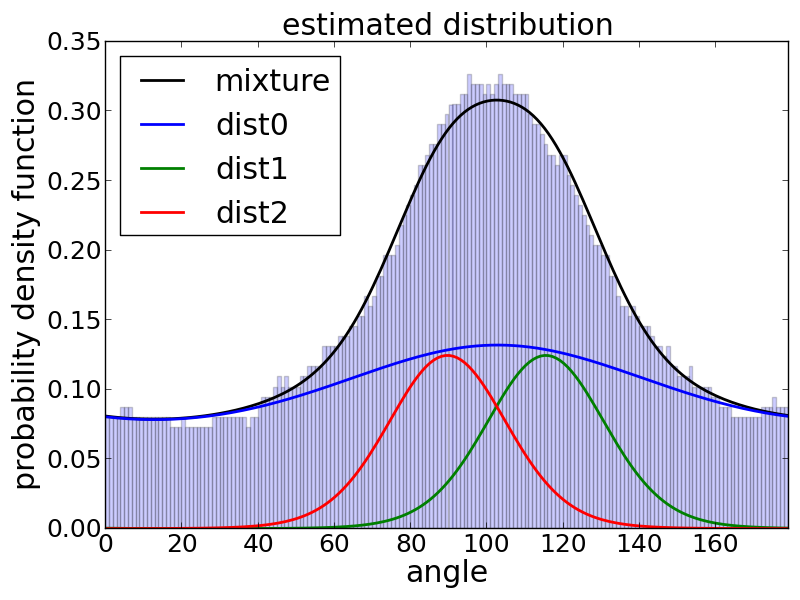 estimated distribution
probability density function
0.35
0.30
0.25
0.20
0.15
0.10
0.05
0.00
mixture
dist0
dist1
dist2
0 20 40 60 80 100 120 140 160
angle